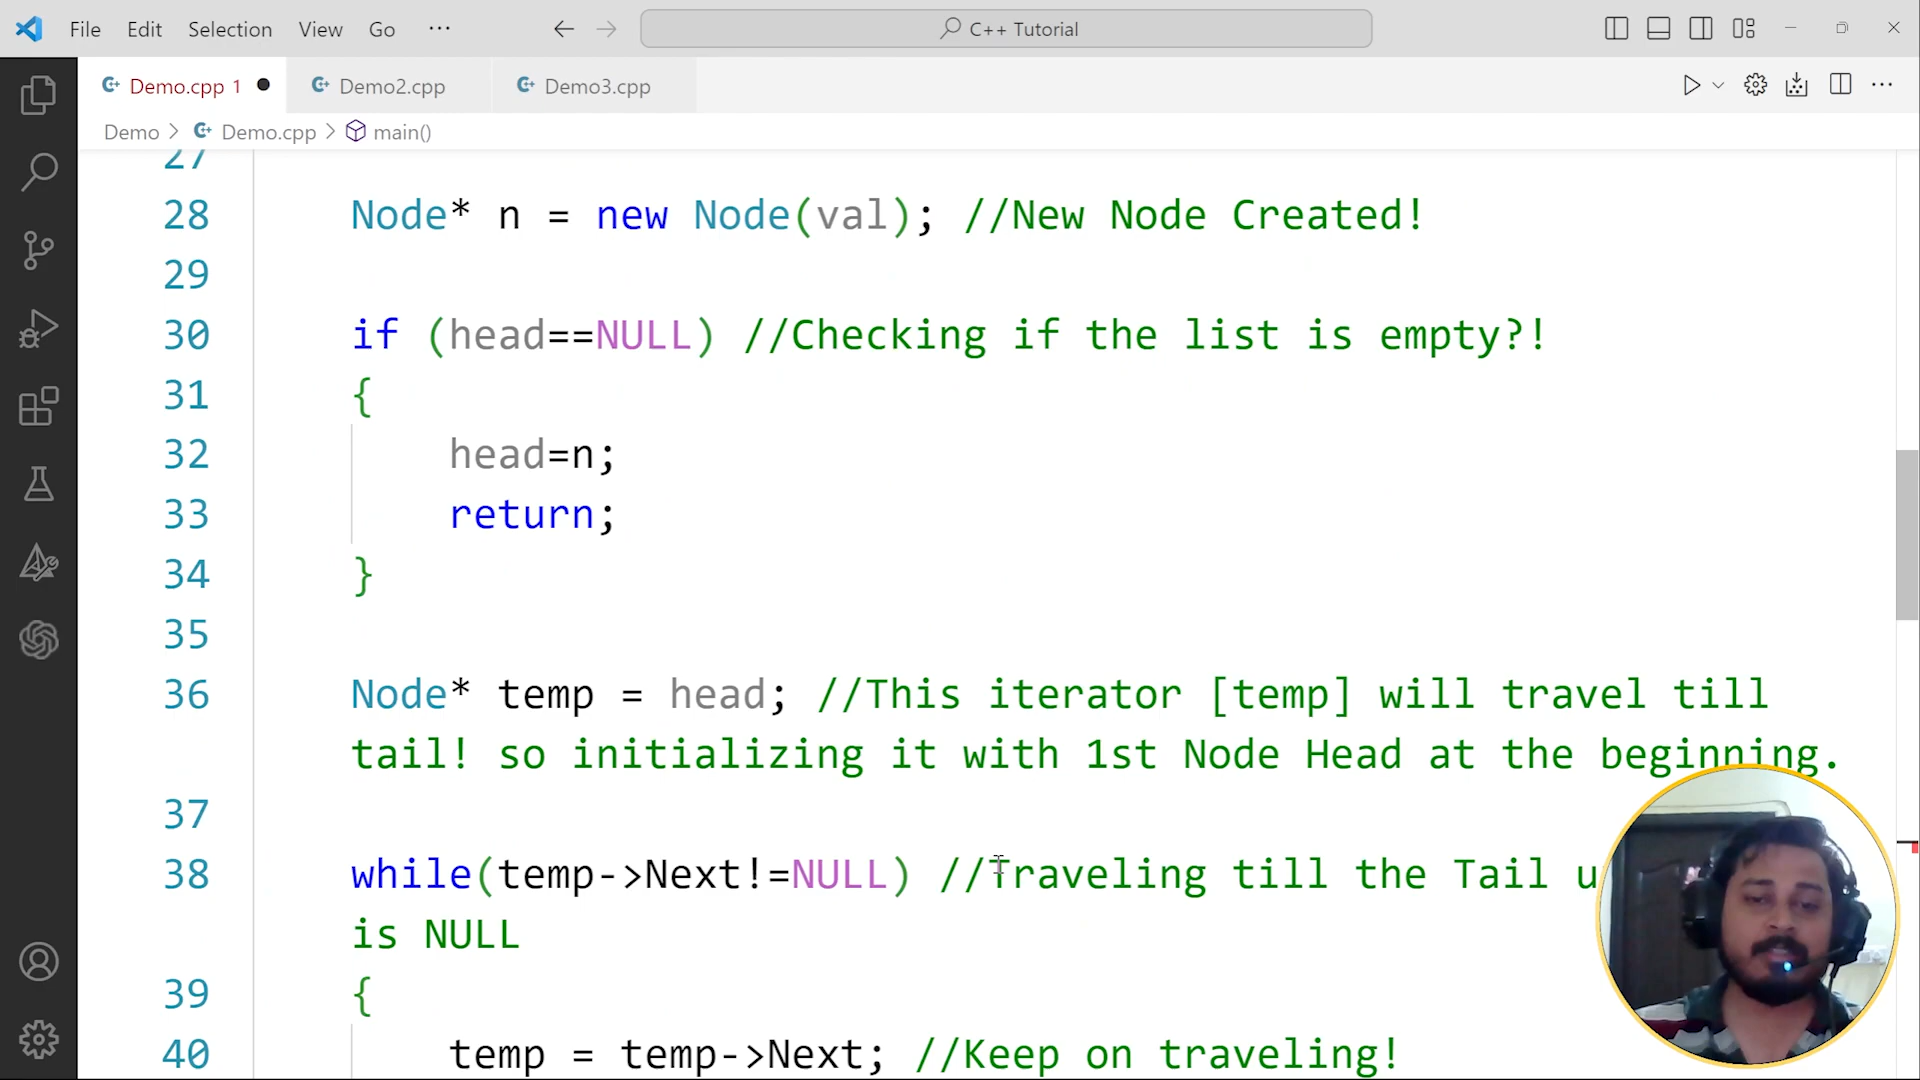 File Edit Selection View Go ··· C++ Tutorial
Demo.cpp 1 Demo2.cpp Demo3.cpp
Demo > Demo.cpp > main()
27
28 Node* n = new Node(val); //New Node Created!
29
30 if (head==NULL) //Checking if the list is empty?!
31 {
32 head=n;
33 return;
34 }
35
36 Node* temp = head; //This iterator [temp] will travel till
tail! so initializing it with 1st Node Head at the beginning.
37
38 while(temp->Next!=NULL) //Traveling till the Tail
is NULL
39 {
40 temp = temp->Next; //Keep on traveling!